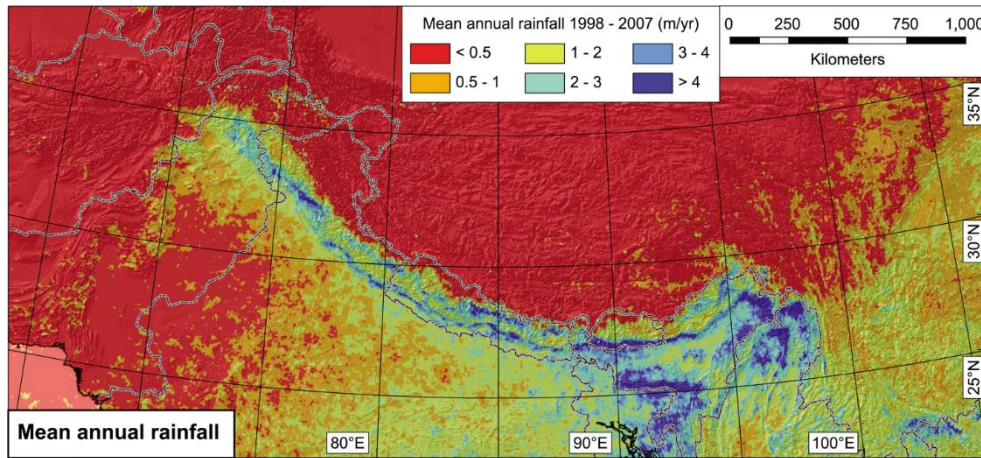 Mean annual rainfall 1998 - 2007 (m/yr)
< 0.5
1 - 2
3 - 4
0.5 - 1
2 - 3
> 4
0 250 500 750 1,000
Kilometers
35°N
30°N
25°N
80°E
90°E
100°E
Mean annual rainfall